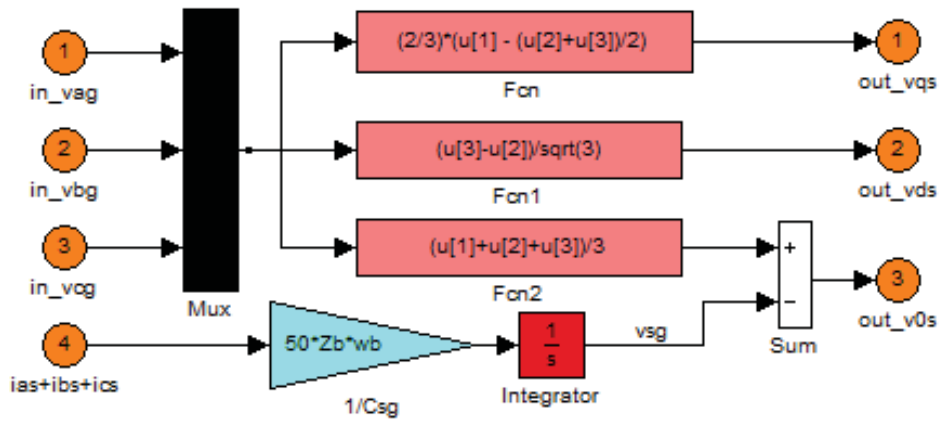 1
in_vag
2
in_vbg
3
in_vcg
4
ias+ibs+ics
Mux
(2/3)*(u[1] - (u[2]+u[3])/2)
Fcn
(u[3]-u[2])/sqrt(3)
Fcn1
(u[1]+u[2]+u[3])/3
Fcn2
50*Zb*wb
1/Csg
1
s
Integrator
vsg
+
−
Sum
1
out_vqs
2
out_vds
3
out_v0s